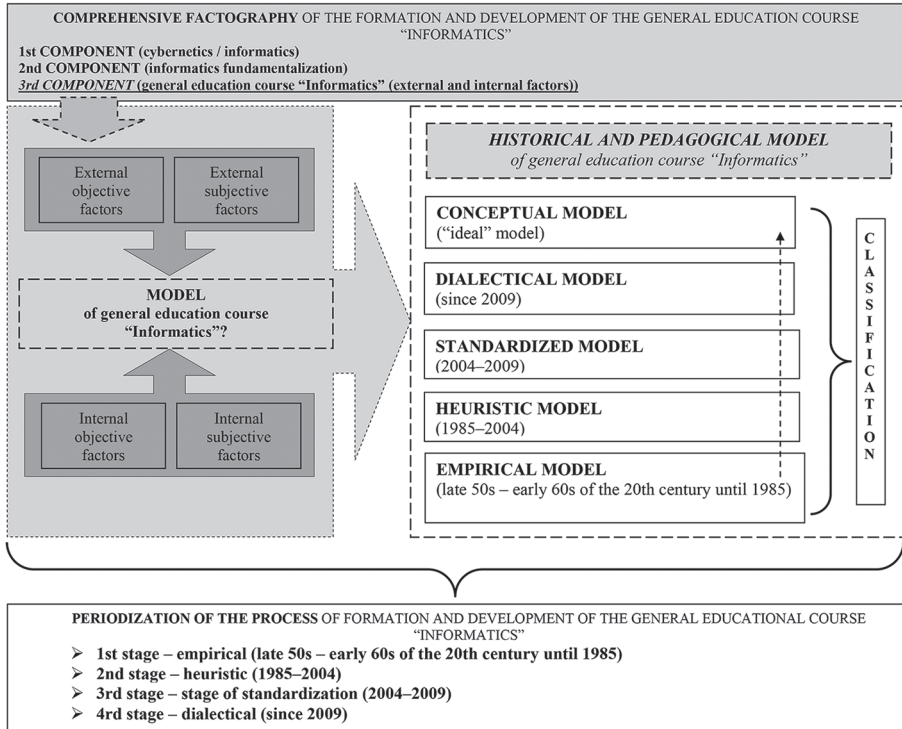 COMPREHENSIVE FACTOGRAPHY OF THE FORMATION AND DEVELOPMENT OF THE GENERAL EDUCATION COURSE
“INFORMATICS”
1st COMPONENT (cybernetics / informatics)
2nd COMPONENT (informatics fundamentalization)
3rd COMPONENT (general education course “Informatics” (external and internal factors))
External
objective
factors
External
subjective
factors
MODEL
of general education course
“Informatics”?
Internal
objective
factors
Internal
subjective
factors
HISTORICAL AND PEDAGOGICAL MODEL
of general education course “Informatics”
CONCEPTUAL MODEL
(“ideal” model)
DIALECTICAL MODEL
(since 2009)
STANDARDIZED MODEL
(2004–2009)
HEURISTIC MODEL
(1985–2004)
EMPIRICAL MODEL
(late 50s – early 60s of the 20th century until 1985)
CLASSIFICATION
PERIODIZATION OF THE PROCESS OF FORMATION AND DEVELOPMENT OF THE GENERAL EDUCATIONAL COURSE
“INFORMATICS”
➢ 1st stage – empirical (late 50s – early 60s of the 20th century until 1985)
➢ 2nd stage – heuristic (1985–2004)
➢ 3rd stage – stage of standardization (2004–2009)
➢ 4rd stage – dialectical (since 2009)